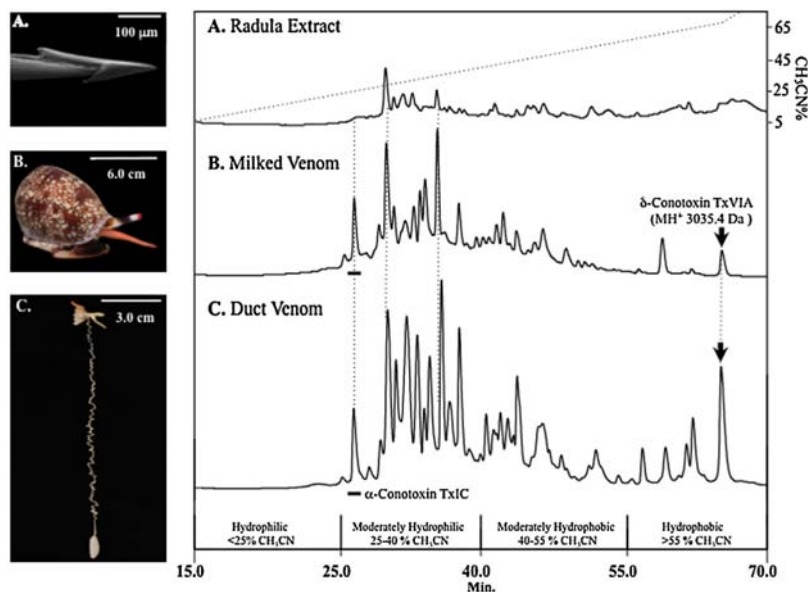 A.
100 μm
B.
6.0 cm
C.
3.0 cm
A. Radula Extract
65
45
25
5
CH₃CN%
B. Milked Venom
δ-Conotoxin TxVIA
(MH⁺ 3035.4 Da )
C. Duct Venom
α-Conotoxin TxIC
Hydrophilic
<25% CH₃CN
Moderately Hydrophilic
25-40 % CH₃CN
Moderately Hydrophobic
40-55 % CH₃CN
Hydrophobic
>55 % CH₃CN
15.0
25.0
40.0
55.0
70.0
Min.